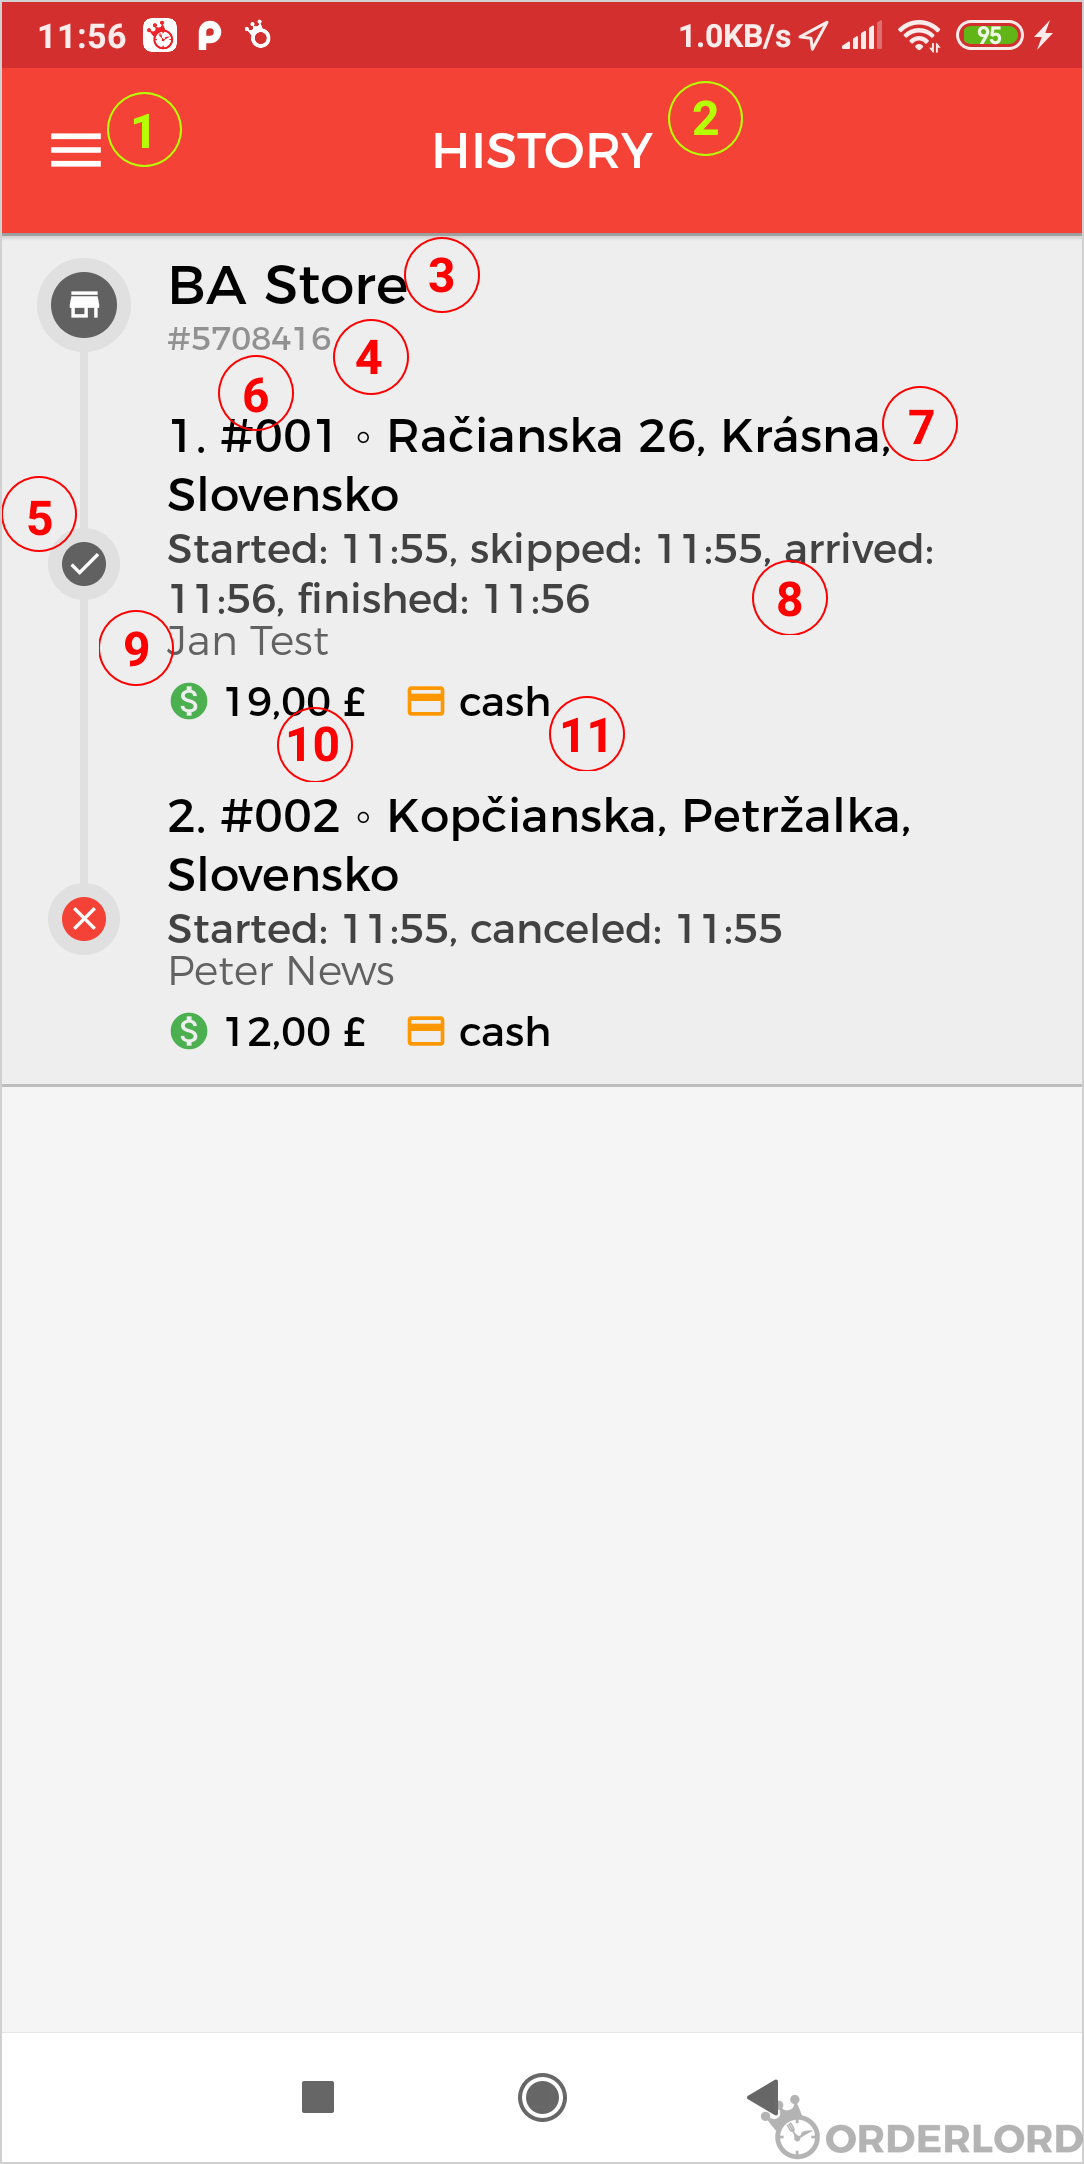 11:56 1.0KB/s 95
1 HISTORY 2
BA Store 3
#5708416 4
6
1. #001 ◦ Račianska 26, Krásna, 7
Slovensko
5
Started: 11:55, skipped: 11:55, arrived:
11:56, finished: 11:56 8
9 Jan Test
19,00 £ cash
10 11
2. #002 ◦ Kopčianska, Petržalka,
Slovensko
Started: 11:55, canceled: 11:55
Peter News
12,00 £ cash
ORDERLORD